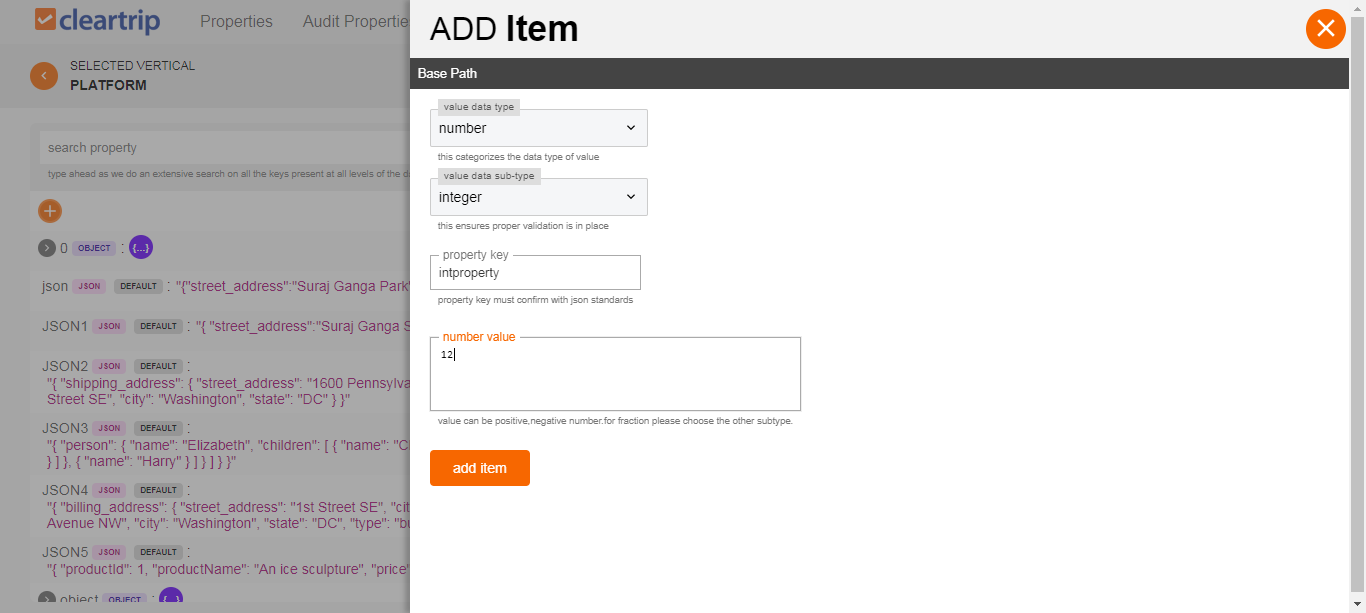 cleartrip
Properties
Audit Propertie
SELECTED VERTICAL
PLATFORM
search property
type ahead as we do an extensive search on all the keys present at all levels of the d
0 OBJECT : {...}
json JSON DEFAULT : "{"street_address":"Suraj Ganga Park"
JSON1 JSON DEFAULT : "{ "street_address":"Suraj Ganga S
JSON2 JSON DEFAULT :
"{ "shipping_address": { "street_address": "1600 Pennsylva
Street SE", "city": "Washington", "state": "DC" } }"
JSON3 JSON DEFAULT :
"{ "person": { "name": "Elizabeth", "children": [ { "name": "C
} ] }, { "name": "Harry" } ] } ] } }"
JSON4 JSON DEFAULT :
"{ "billing_address": { "street_address": "1st Street SE", "cit
Avenue NW", "city": "Washington", "state": "DC", "type": "bu
JSON5 JSON DEFAULT :
"{ "productId": 1, "productName": "An ice sculpture", "price"
object OBJECT : {...}
ADD Item
Base Path
value data type
number
this categorizes the data type of value
value data sub-type
integer
this ensures proper validation is in place
property key
intproperty
property key must confirm with json standards
number value
12
value can be positive,negative number.for fraction please choose the other subtype.
add item